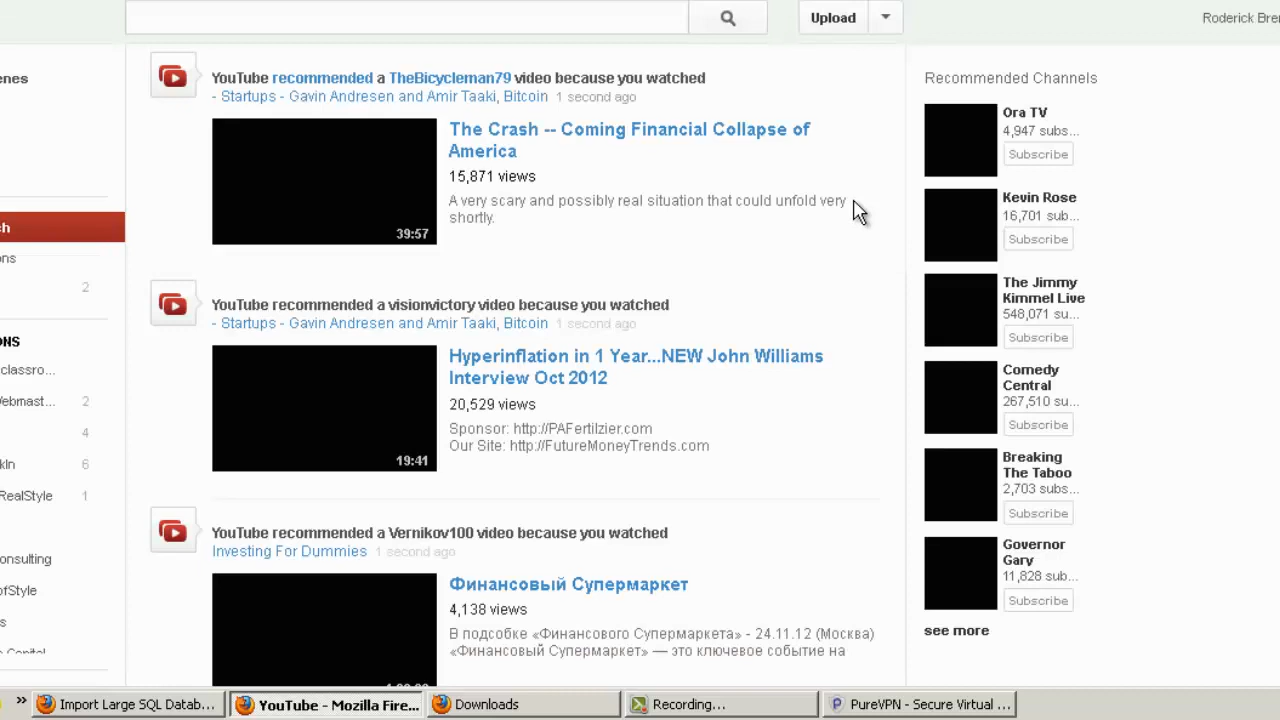 Upload
Roderick Bre
enes
YouTube recommended a TheBicycleman79 video because you watched
- Startups - Gavin Andresen and Amir Taaki, Bitcoin 1 second ago
The Crash -- Coming Financial Collapse of
America
15,871 views
A very scary and possibly real situation that could unfold very
shortly.
39:57
ch
ons
2
YouTube recommended a visionvictory video because you watched
- Startups - Gavin Andresen and Amir Taaki, Bitcoin 1 second ago
Hyperinflation in 1 Year...NEW John Williams
Interview Oct 2012
20,529 views
Sponsor: http://PAFertilzier.com
Our Site: http://FutureMoneyTrends.com
19:41
ONS
classro...
Webmast... 2
4
kIn 6
RealStyle 1
onsulting
ofStyle
s
YouTube recommended a Vernikov100 video because you watched
Investing For Dummies 1 second ago
Финансовый Супермаркет
4,138 views
В подсобке «Финансового Супермаркета» - 24.11.12 (Москва)
«Финансовый Супермаркет» — это ключевое событие на
Recommended Channels
Ora TV
4,947 subs...
Subscribe
Kevin Rose
16,701 sub...
Subscribe
The Jimmy
Kimmel Live
548,071 su...
Subscribe
Comedy
Central
267,510 su...
Subscribe
Breaking
The Taboo
2,703 subs...
Subscribe
Governor
Gary
11,828 sub...
Subscribe
see more
» Import Large SQL Datab... YouTube - Mozilla Fire... Downloads Recording... PureVPN - Secure Virtual ...